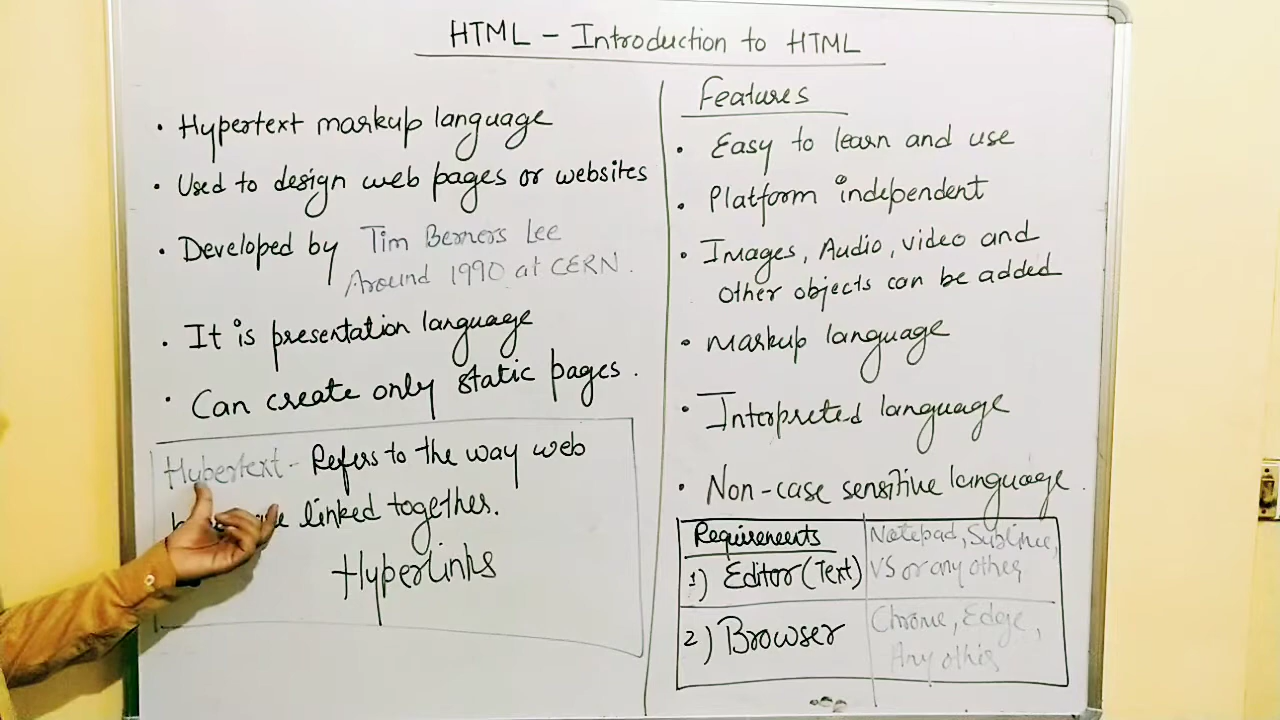 HTML - Introduction to HTML
• Hypertext markup language
• Used to design web pages or websites
• Developed by Tim Berners Lee
Around 1990 at CERN.
• It is presentation language
• Can create only static pages.
Hypertext - Refers to the way web
linked together.
Hyperlinks
Features
• Easy to learn and use
• Platform independent
• Images, Audio, video and
other objects can be added
• markup language
• Interpreted language
• Non-case sensitive language.
Requirements
1) Editor (Text)
Notepad, Sublime,
VS or any other
2) Browser
Chrome, Edge,
Any other